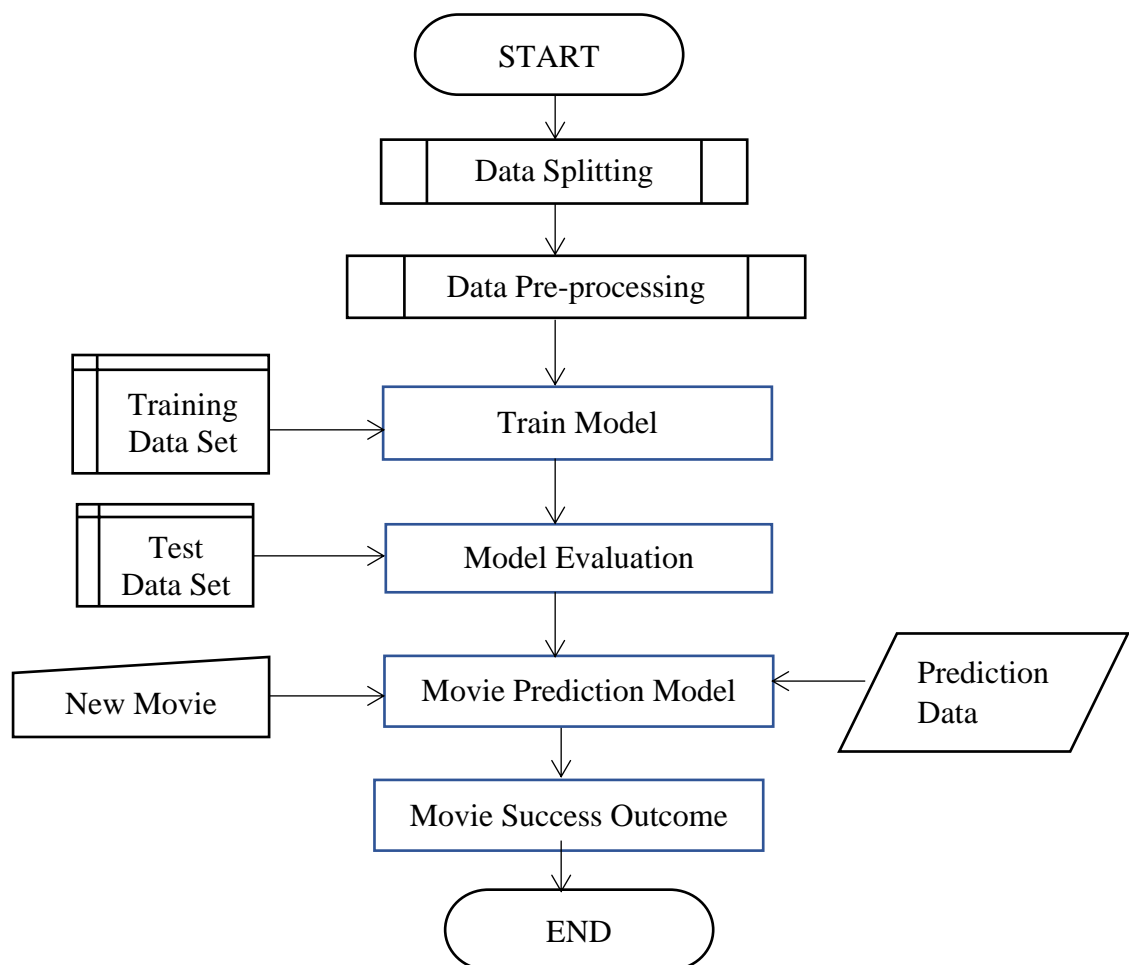 START
Data Splitting
Data Pre-processing
Training
Data Set
Train Model
Test
Data Set
Model Evaluation
New Movie
Movie Prediction Model
Prediction
Data
Movie Success Outcome
END